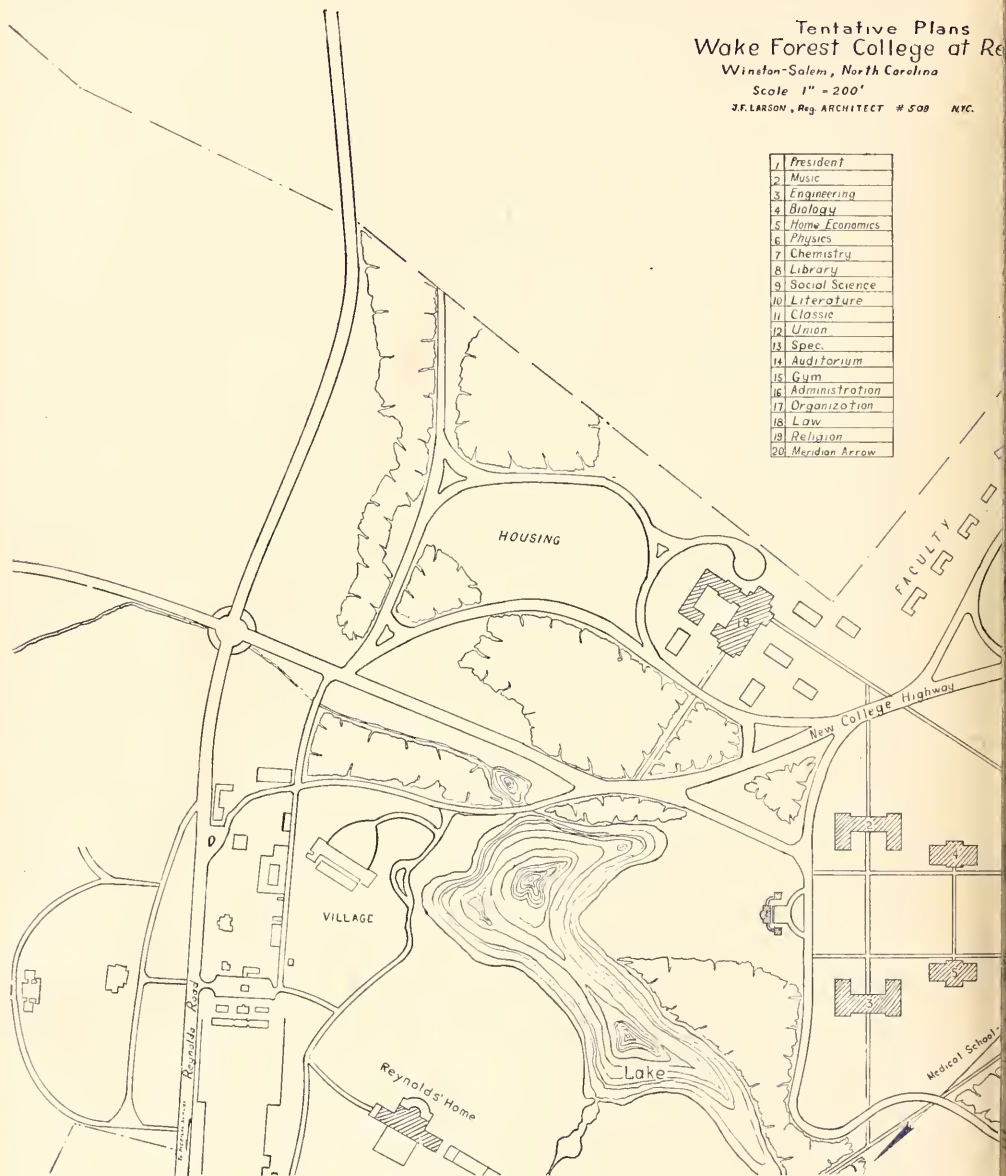 Tentative Plans
Wake Forest College at Re
Winston-Salem, North Carolina
Scale 1" = 200'
J.F. LARSON, Reg. ARCHITECT # 509 N.Y.C.
1 President
2 Music
3 Engineering
4 Biology
5 Home Economics
6 Physics
7 Chemistry
8 Library
9 Social Science
10 Literature
11 Classic
12 Union
13 Spec.
14 Auditorium
15 Gym
16 Administration
17 Organization
18 Law
19 Religion
20 Meridian Arrow
HOUSING
FACULTY
19
New College Highway
2
4
VILLAGE
5
3
Reynolda Road
Medical School-
Lake
Reynolds' Home